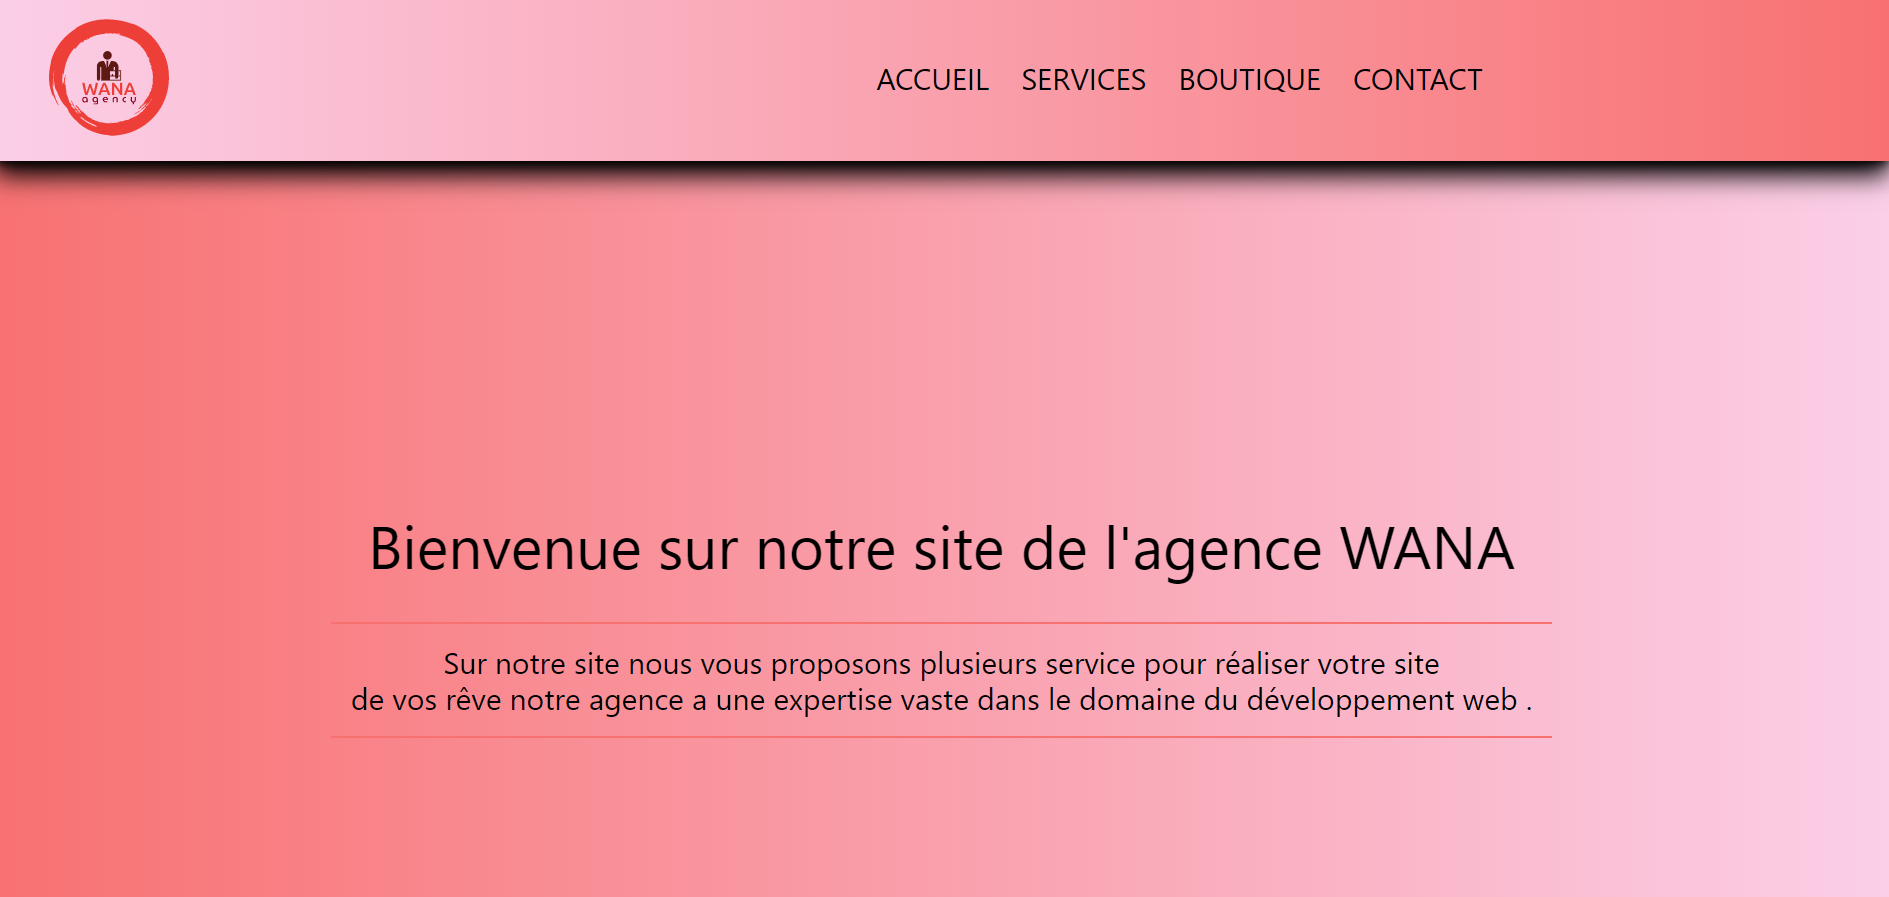 WANA
agency
ACCUEIL SERVICES BOUTIQUE CONTACT
Bienvenue sur notre site de l'agence WANA
Sur notre site nous vous proposons plusieurs service pour réaliser votre site
de vos rêve notre agence a une expertise vaste dans le domaine du développement web .